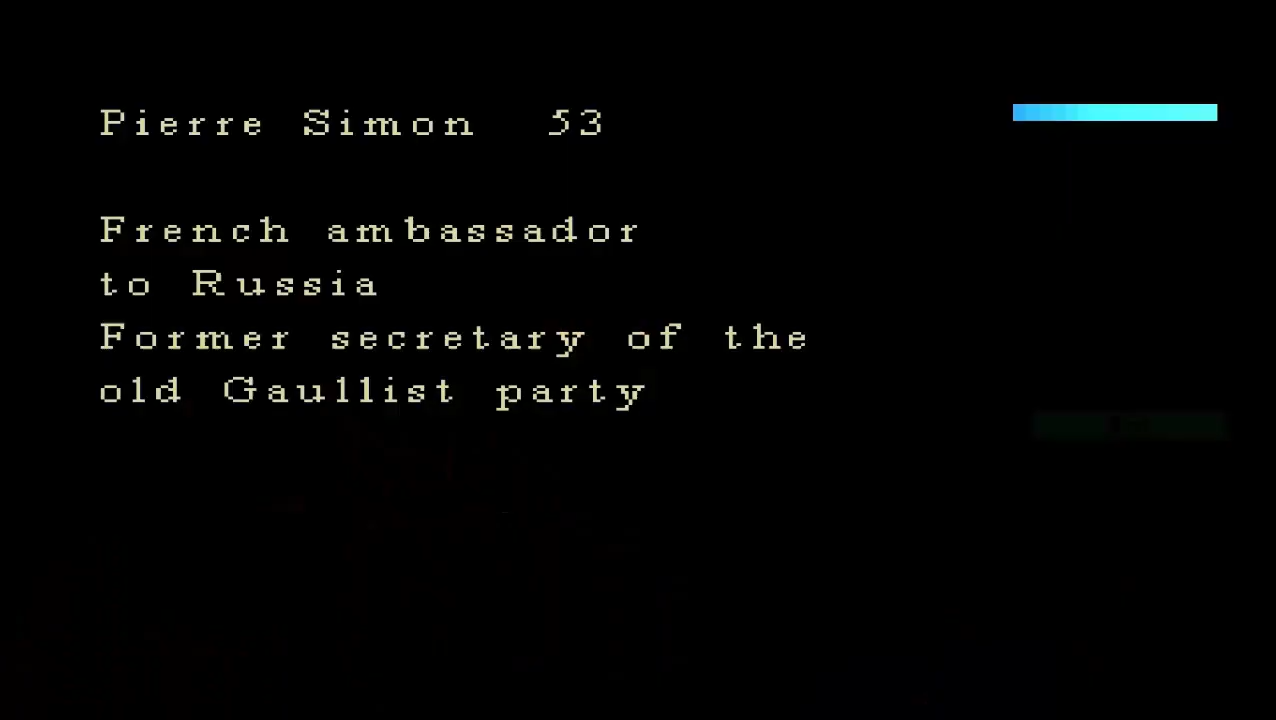 Pierre Simon 53
French ambassador
to Russia
Former secretary of the
old Gaullist party